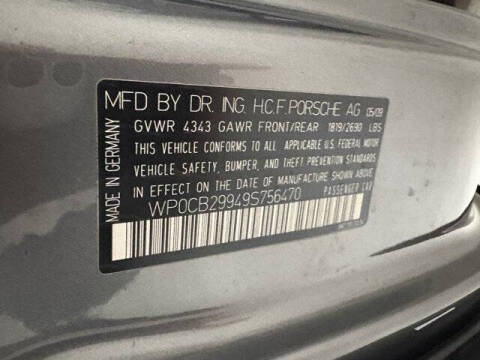 MFD BY DR. ING. H.C.F. PORSCHE AG 05/09
GVWR 4343 GAWR FRONT/REAR 1819/2690 LBS
THIS VEHICLE CONFORMS TO ALL APPLICABLE U.S. FEDERAL MOTOR
VEHICLE SAFETY, BUMPER, AND THEFT PREVENTION STANDARDS
IN EFFECT ON THE DATE OF MANUFACTURE SHOWN ABOVE.
WP0CB29949S756470 PASSENGER CAR
MADE IN GERMANY